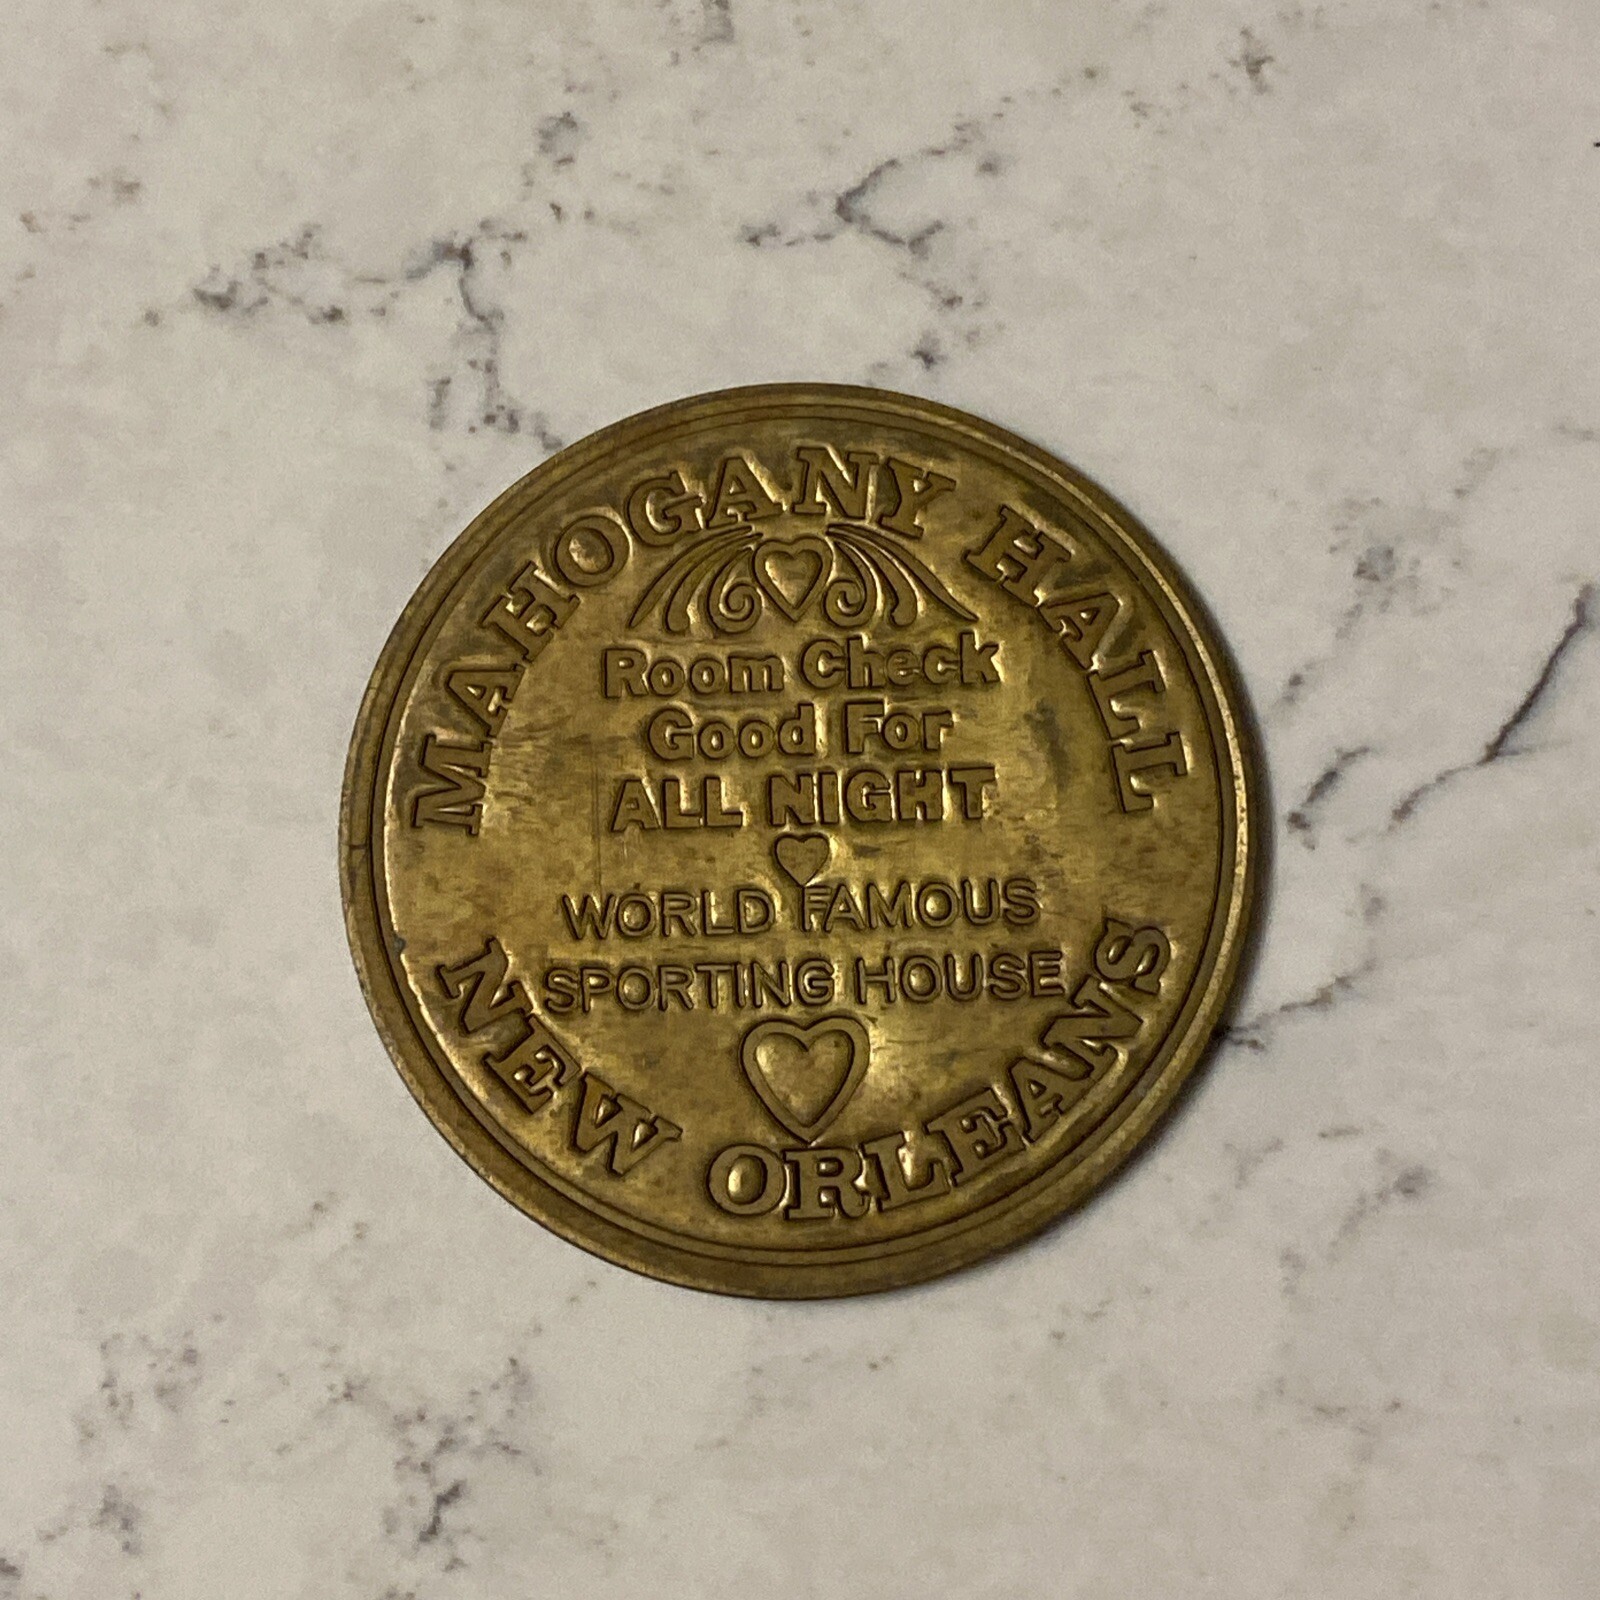 MAHOGANY HALL
Room Check
Good For
ALL NIGHT
WORLD FAMOUS
SPORTING HOUSE
NEW ORLEANS